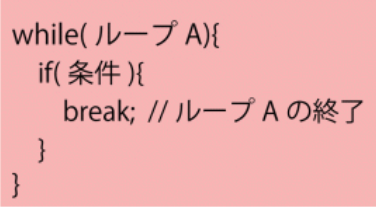 while( ループ A){
if( 条件 ){
break; // ループ A の終了
}
}